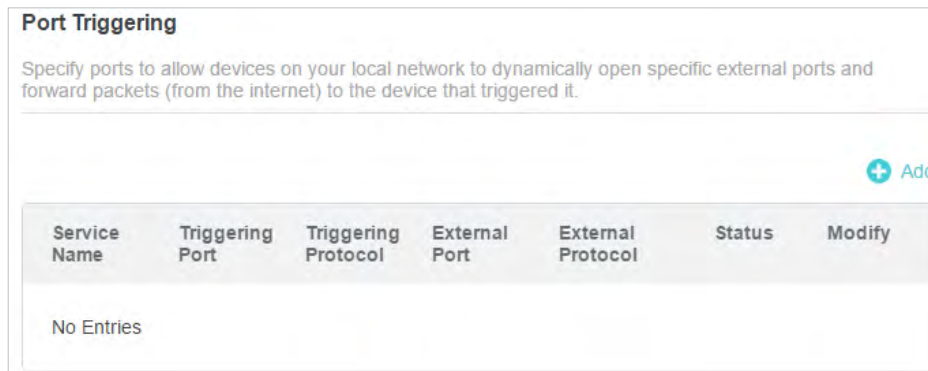 Port Triggering
Specify ports to allow devices on your local network to dynamically open specific external ports and
forward packets (from the internet) to the device that triggered it.
Add
Service Name
Triggering Port
Triggering Protocol
External Port
External Protocol
Status
Modify
No Entries